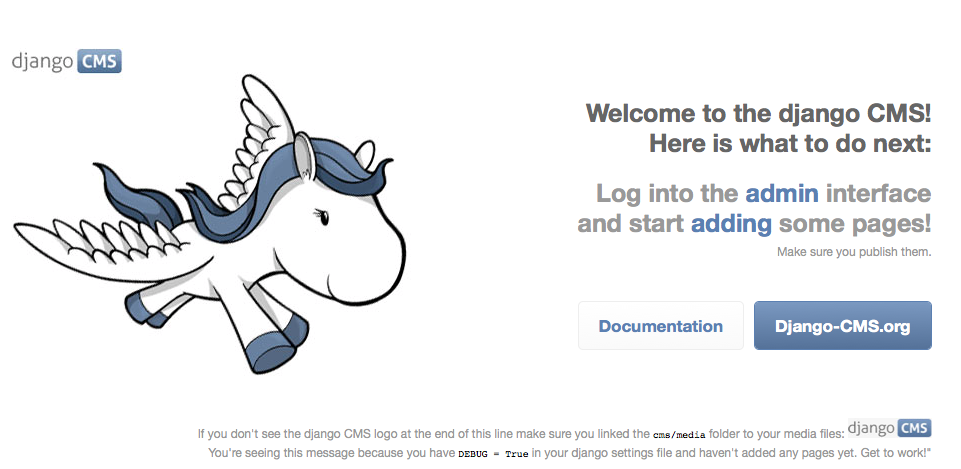 django CMS
Welcome to the django CMS!
Here is what to do next:
Log into the admin interface
and start adding some pages!
Make sure you publish them.
Documentation
Django-CMS.org
If you don't see the django CMS logo at the end of this line make sure you linked the cms/media folder to your media files: django CMS
You're seeing this message because you have DEBUG = True in your django settings file and haven't added any pages yet. Get to work!"